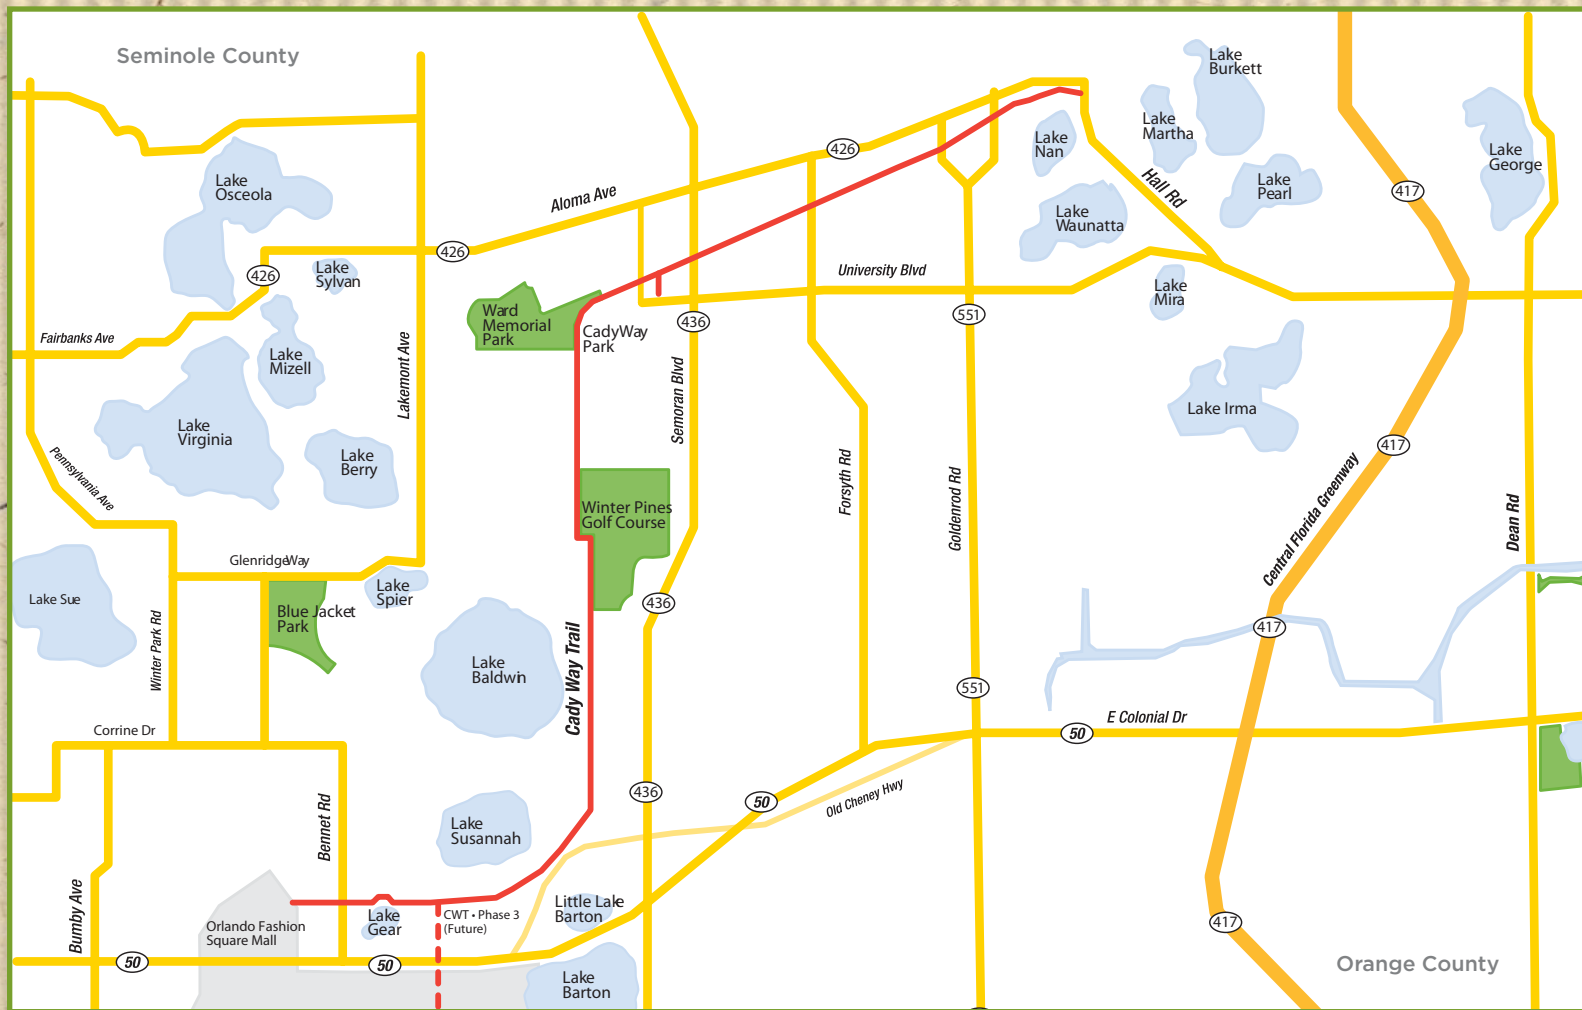 Seminole County
Lake
Burkett
Lake
Martha
Lake
Nan
Lake
George
426
Lake
Osceola
Aloma Ave
Hall Rd
Lake
Pearl
417
Lake
Waunatta
426
426
Lake
Sylvan
University Blvd
Lake
Mira
Ward
Memorial
Park
CadyWay
Park
436
551
Fairbanks Ave
Lake
Mizell
Lakemont Ave
Semoran Blvd
Lake Irma
Lake
Virginia
Lake
Berry
417
Pennsylvania Ave
Forsyth Rd
Goldenrod Rd
Central Florida Greenway
Dean Rd
Winter Pines
Golf Course
GlenridgeWay
Lake
Spier
Lake Sue
Blue Jacket
Park
436
417
Winter Park Rd
Lake
Baldwin
Cady Way Trail
551
Corrine Dr
E Colonial Dr
50
436
50
Old Cheney Hwy
Bennet Rd
Lake
Susannah
Bumby Ave
Orlando Fashion
Square Mall
Lake
Gear
CWT • Phase 3
(Future)
Little Lake
Barton
417
50
50
Lake
Barton
Orange County